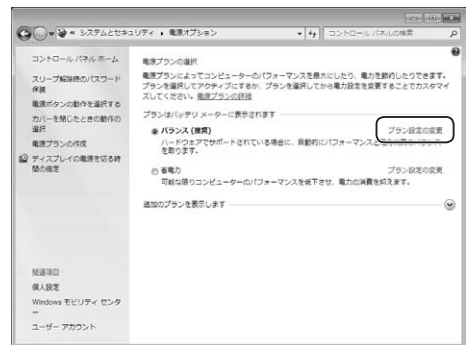 « システムとセキュリティ ▸ 電源オプション
コントロール パネルの検索
コントロール パネル ホーム
スリープ解除時のパスワード
保護
電源ボタンの動作を選択する
カバーを閉じたときの動作の
選択
電源プランの作成
ディスプレイの電源を切る時
間の指定
関連項目
個人設定
Windows モビリティ センタ
ー
ユーザー アカウント
電源プランの選択
電源プランによってコンピューターのパフォーマンスを最大にしたり、電力を節約したりできます。
プランを選択してアクティブにするか、プランを選択してから電力設定を変更することでカスタマイ
ズしてください。電源プランの詳細
プランはバッテリ メーターに表示されます
バランス (推奨) プラン設定の変更
ハードウェアでサポートされている場合に、自動的にパフォーマンスと
を取ります。
省電力 プラン設定の変更
可能な限りコンピューターのパフォーマンスを低下させ、電力の消費を抑えます。
追加のプランを表示します